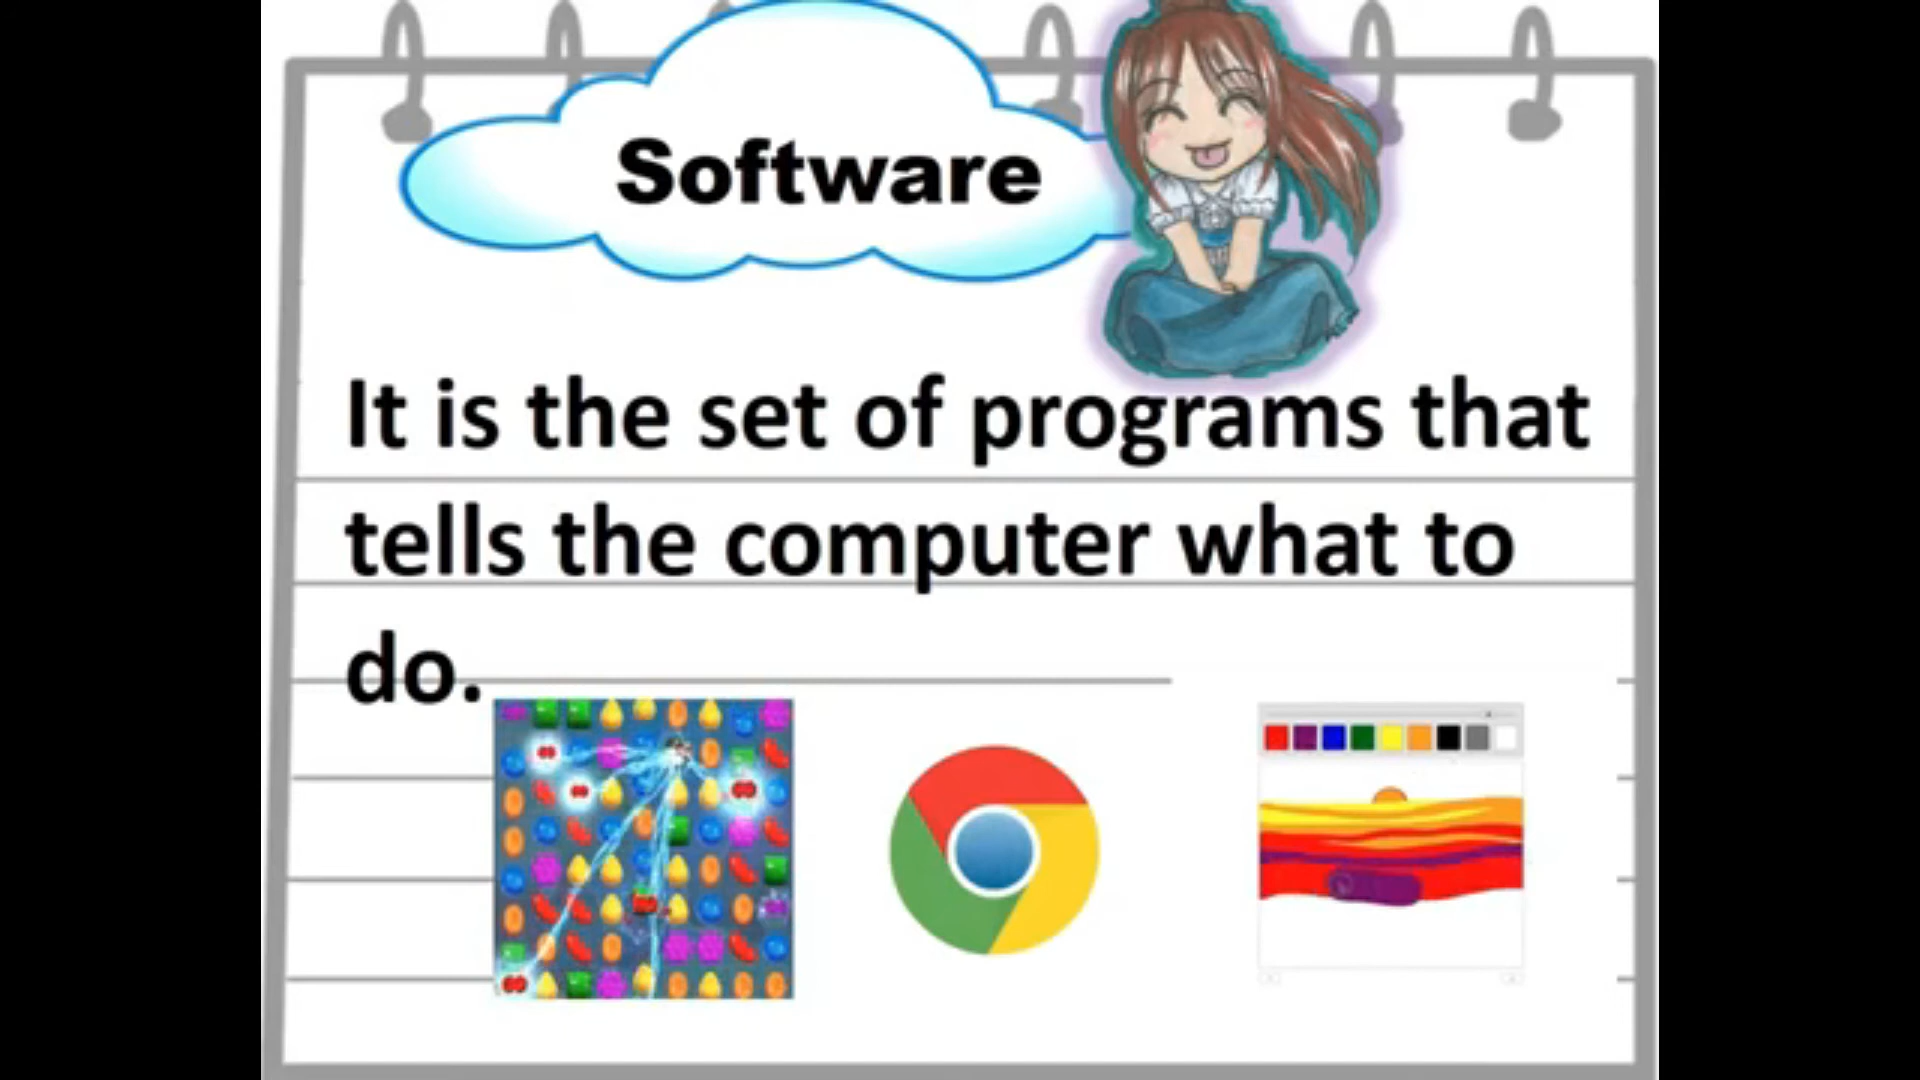 Software
It is the set of programs that
tells the computer what to
do.